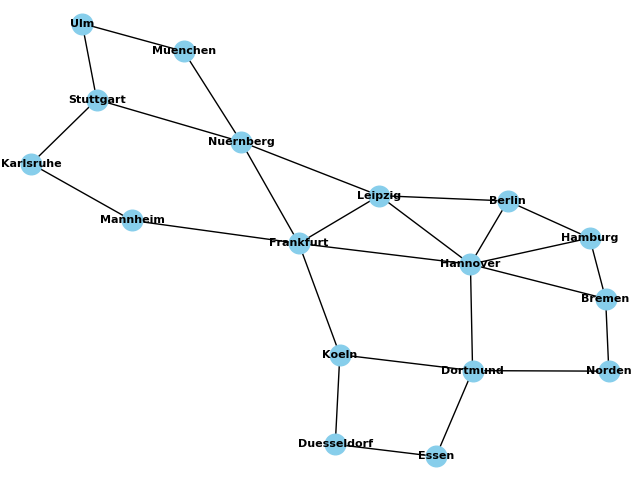 Ulm
Muenchen
Stuttgart
Nuernberg
Karlsruhe
Leipzig
Berlin
Mannheim
Hamburg
Frankfurt
Hannover
Bremen
Koeln
Dortmund
Norden
Duesseldorf
Essen